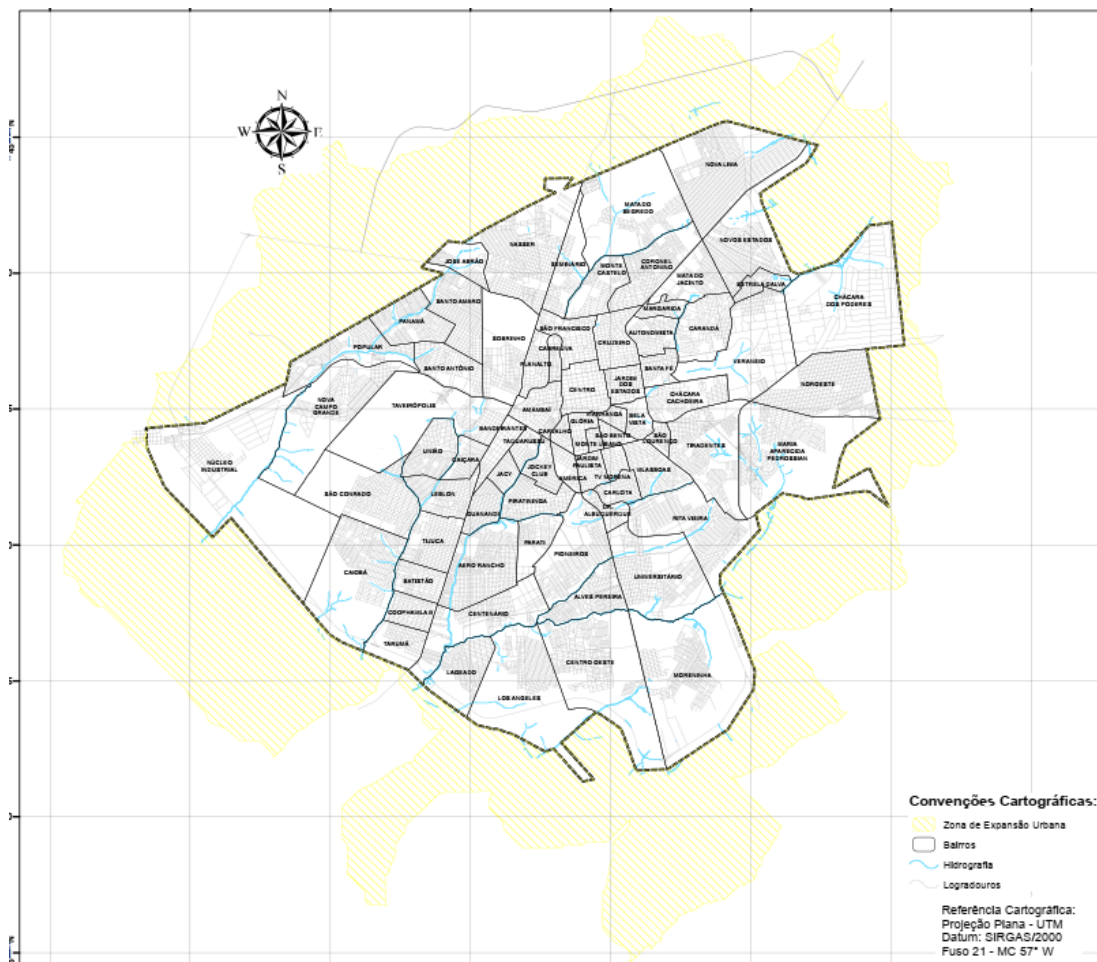 N
W
E
S
NOVA LIMA
MATA DO
SEGREDO
NASSER
JOSÉ ABRÃO
SEMINÁRIO
MONTE
CASTELO
CORONEL
ANTONINO
NOVOS ESTADOS
MATA DO
JACINTO
ESTRELA DALVA
CHÁCARA
DOS PODERES
SANTO AMARO
PANAMÁ
MARGARIDA
SOBRINHO
SÃO FRANCISCO
CABREÚVA
CRUZEIRO
AUTONOMISTA
CARANDÁ
POPULAR
SANTO ANTÔNIO
PLANALTO
SANTA FÉ
VERANEIO
NOROESTE
CENTRO
JARDIM
DOS
ESTADOS
CHÁCARA
CACHOEIRA
NOVA
CAMPO
GRANDE
TAVEIRÓPOLIS
AMAMBAÍ
GLÓRIA
ITANHANGÁ
BELA
VISTA
BANDEIRANTES
CARVALHO
SÃO BENTO
SÃO
LOURENÇO
TAQUARUSSU
MONTE LÍBANO
TIRADENTES
MARIA
APARECIDA
PEDROSSIAN
UNIÃO
CAIÇARA
JACY
JOCKEY
CLUB
JARDIM
PAULISTA
AMÉRICA
TV MORENA
VILASBOAS
NÚCLEO
INDUSTRIAL
SÃO CONRADO
LEBLON
PIRATININGA
CARLOTA
GUANANDI
DR.
ALBUQUERQUE
RITA VIEIRA
TIJUCA
PARATI
PIONEIROS
CAIOBÁ
AERO RANCHO
BATISTÃO
UNIVERSITÁRIO
ALVES PEREIRA
COOPHAVILA II
CENTENÁRIO
TARUMÃ
LAGEADO
CENTRO OESTE
MORENINHA
LOS ANGELES
Convenções Cartográficas:
Zona de Expansão Urbana
Bairros
Hidrografia
Logradouros
Referência Cartográfica:
Projeção Plana - UTM
Datum: SIRGAS/2000
Fuso 21 - MC 57° W